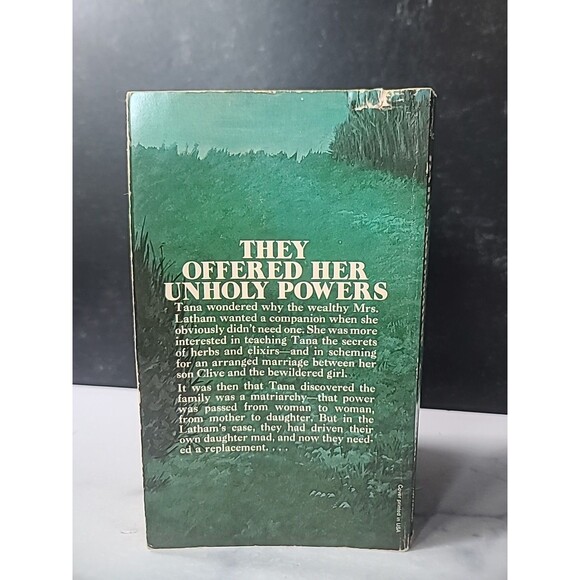 THEY
OFFERED HER
UNHOLY POWERS
Tana wondered why the wealthy Mrs.
Latham wanted a companion when she
obviously didn't need one. She was more
interested in teaching Tana the secrets
of herbs and elixirs—and in scheming
for an arranged marriage between her
son Clive and the bewildered girl.
It was then that Tana discovered the
family was a matriarchy—that power
was passed from woman to woman,
from mother to daughter. But in the
Latham's case, they had driven their
own daughter mad, and now they need-
ed a replacement. . . .
Cover printed in USA